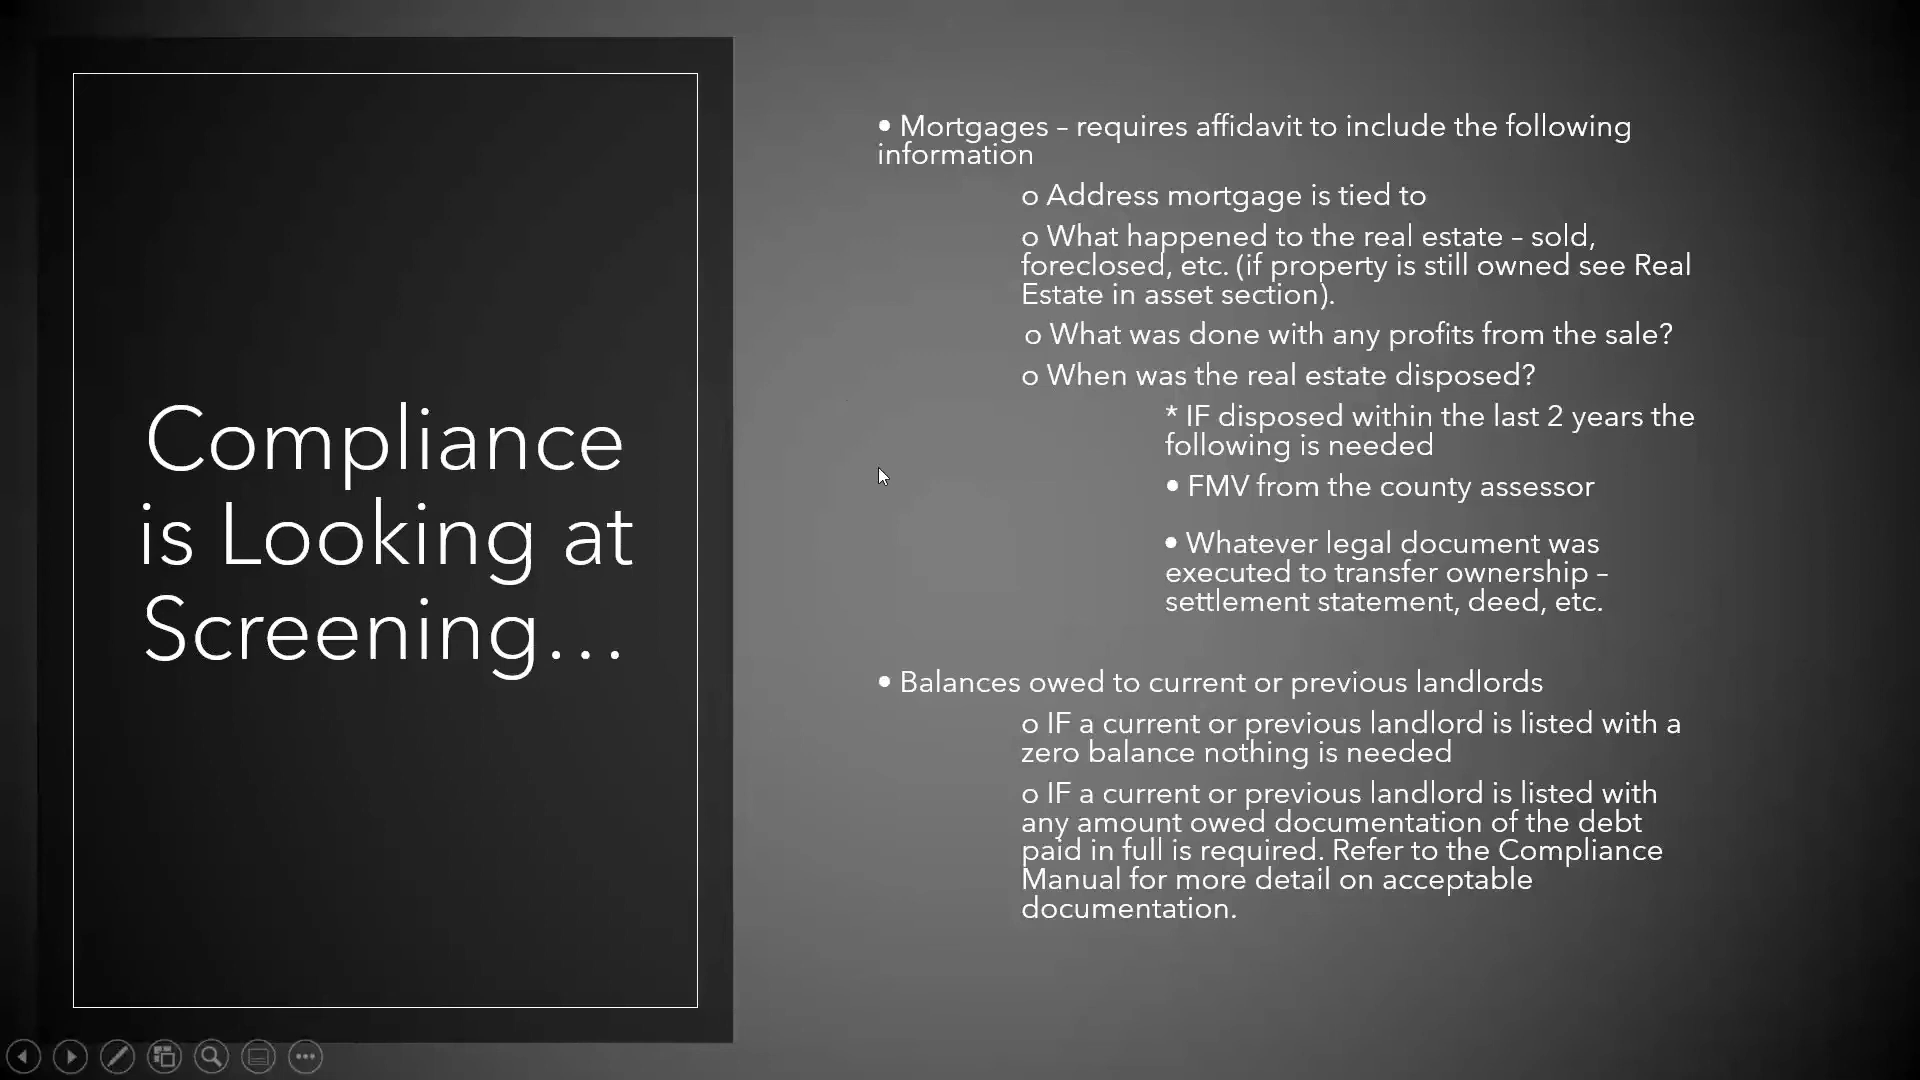 Compliance
is Looking at
Screening...
• Mortgages – requires affidavit to include the following
information
o Address mortgage is tied to
o What happened to the real estate – sold,
foreclosed, etc. (if property is still owned see Real
Estate in asset section).
o What was done with any profits from the sale?
o When was the real estate disposed?
* IF disposed within the last 2 years the
following is needed
• FMV from the county assessor
• Whatever legal document was
executed to transfer ownership –
settlement statement, deed, etc.
• Balances owed to current or previous landlords
o IF a current or previous landlord is listed with a
zero balance nothing is needed
o IF a current or previous landlord is listed with
any amount owed documentation of the debt
paid in full is required. Refer to the Compliance
Manual for more detail on acceptable
documentation.